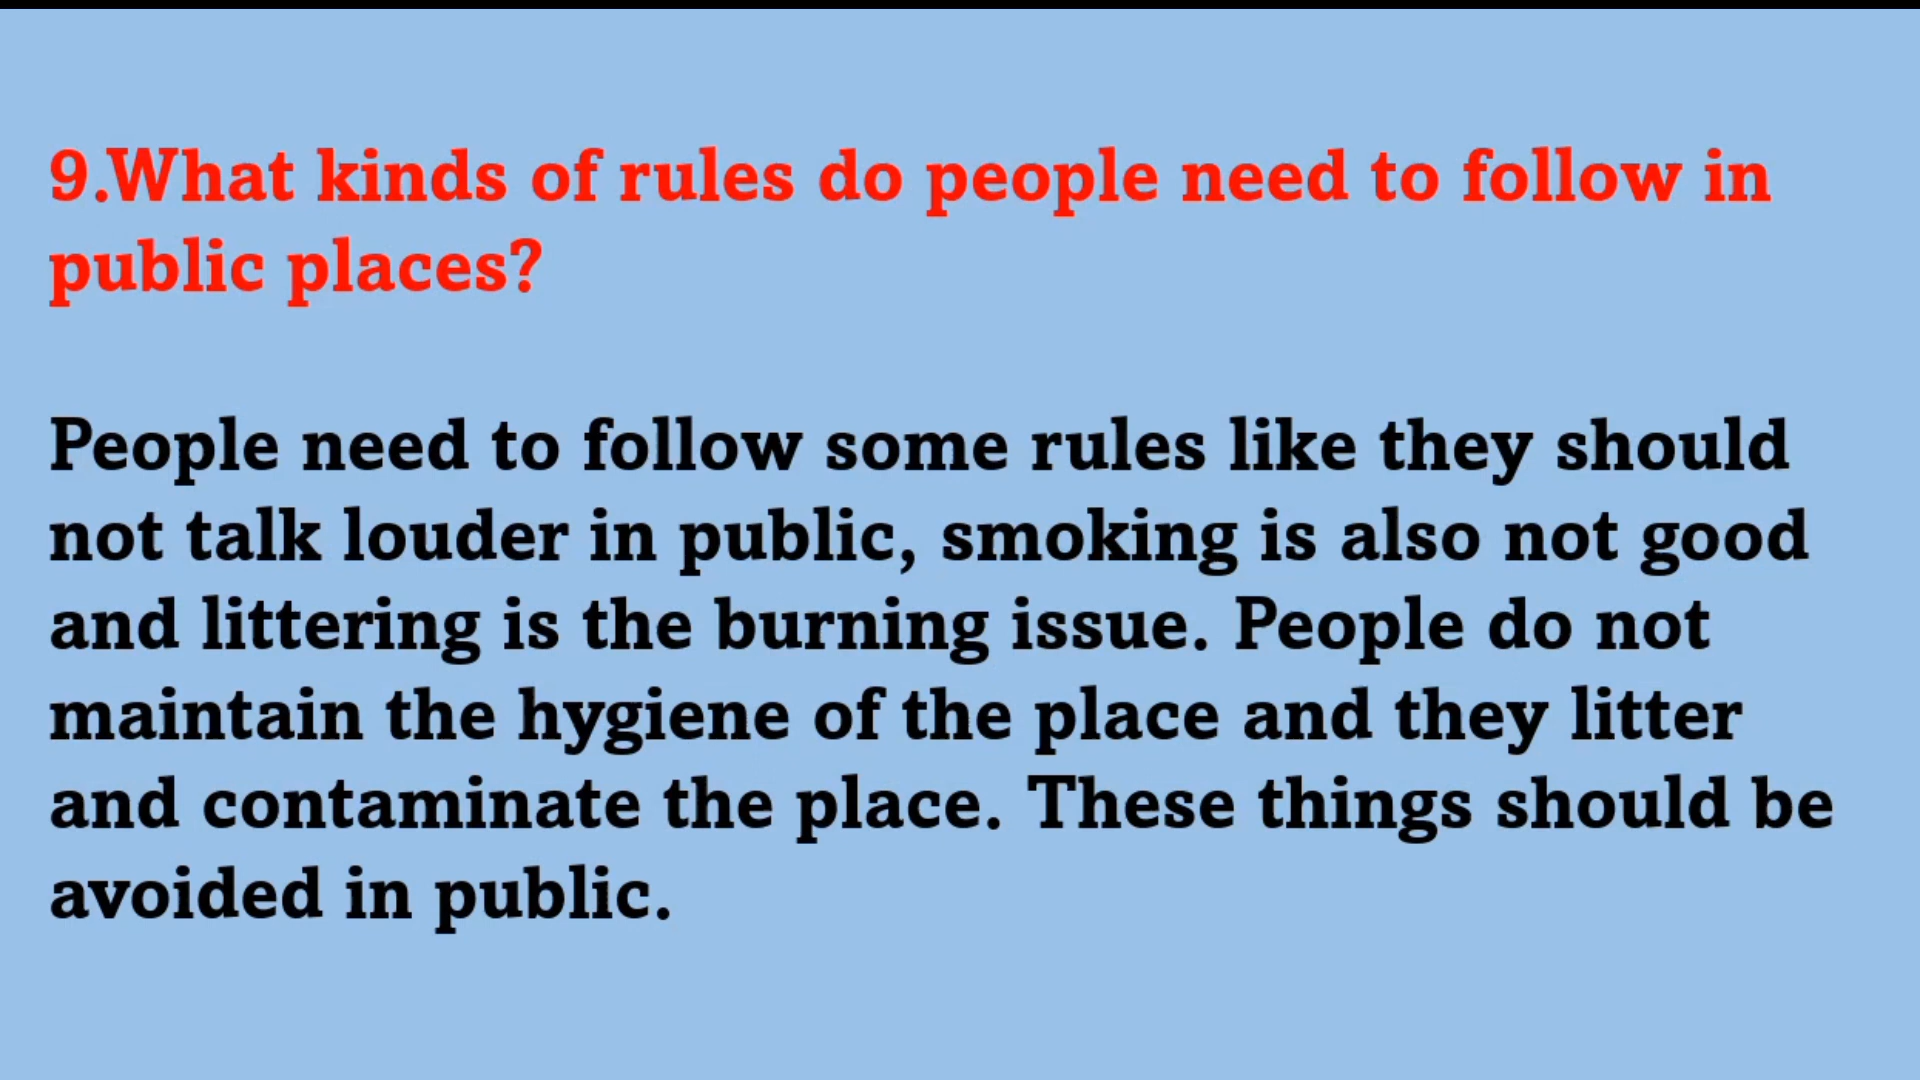 9.What kinds of rules do people need to follow in
public places?
People need to follow some rules like they should
not talk louder in public, smoking is also not good
and littering is the burning issue. People do not
maintain the hygiene of the place and they litter
and contaminate the place. These things should be
avoided in public.